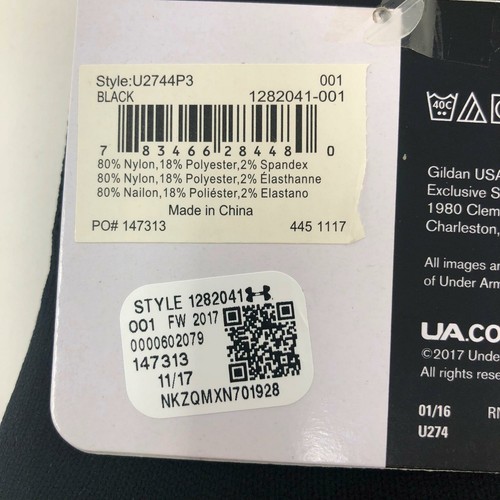 Style:U2744P3 001
BLACK 1282041-001
7 83466 28448 0
80% Nylon,18% Polyester,2% Spandex
80% Nylon,18% Polyester,2% Élasthanne
80% Nailon,18% Poliéster,2% Elastano
Made in China
PO# 147313 445 1117
STYLE 1282041
001 FW 2017
0000602079
147313
11/17
NKZQMXN701928
40C
Gildan USA
Exclusive S
1980 Clem
Charleston,
All images ar
of Under Arm
UA.CO
©2017 Under
All rights rese
01/16 RN
U274